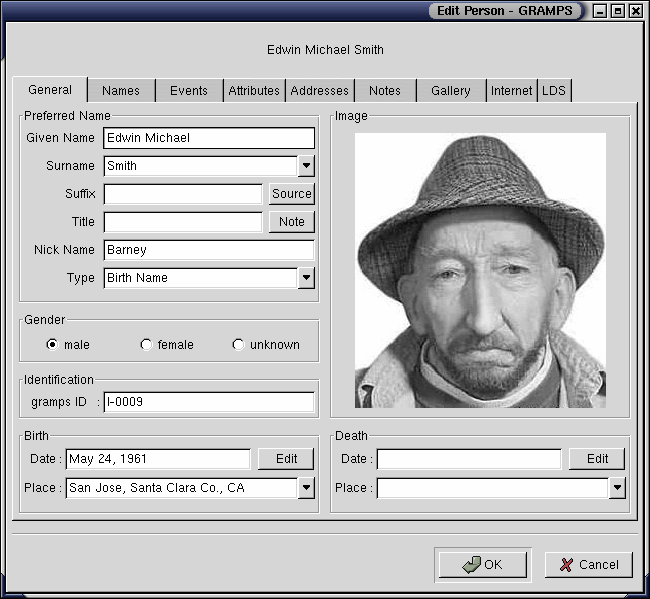 Edit Person - GRAMPS
Edwin Michael Smith
General Names Events Attributes Addresses Notes Gallery Internet LDS
Preferred Name
Given Name Edwin Michael
Surname Smith
Suffix Source
Title Note
Nick Name Barney
Type Birth Name
Image
Gender
male female unknown
Identification
gramps ID : I-0009
Birth
Date : May 24, 1961 Edit
Place : San Jose, Santa Clara Co., CA
Death
Date : Edit
Place :
OK Cancel